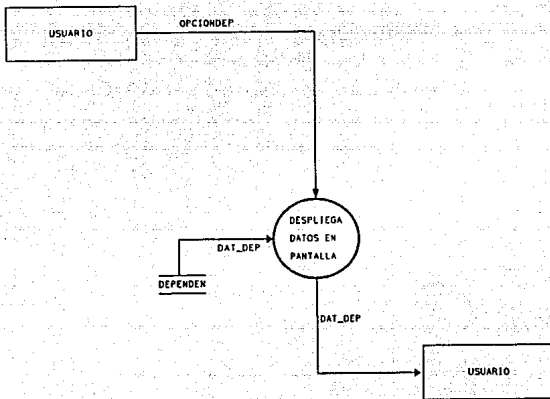 OPCIONDEP
USUARIO
DESPLIEGA
DATOS EN
PANTALLA
DAT_DEP
DEPENDEN
DAT_DEP
USUARIO